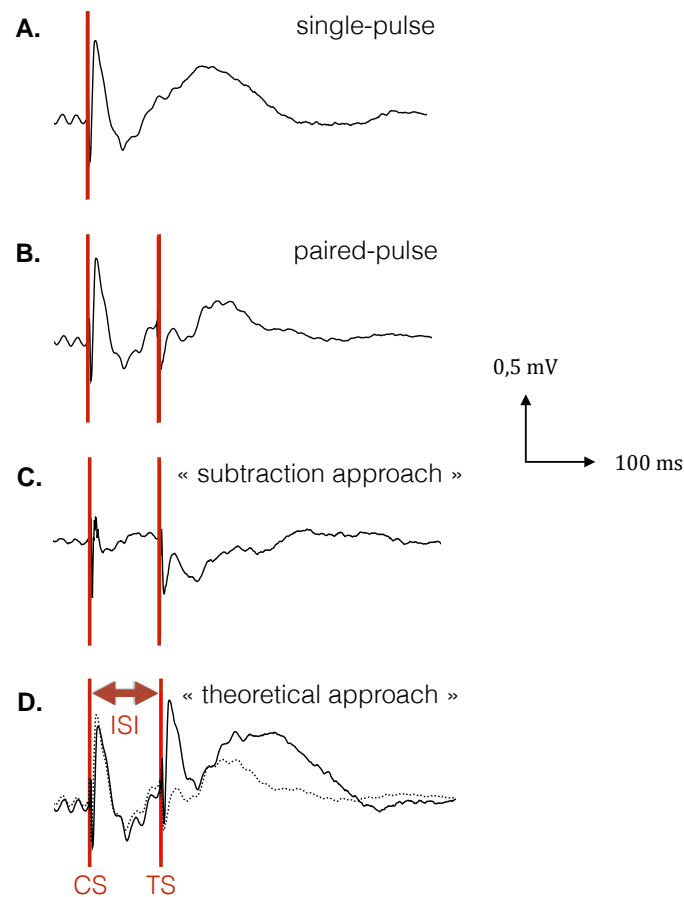 A.
single-pulse
B.
paired-pulse
0,5 mV
100 ms
C.
« subtraction approach »
D.
« theoretical approach »
ISI
CS
TS